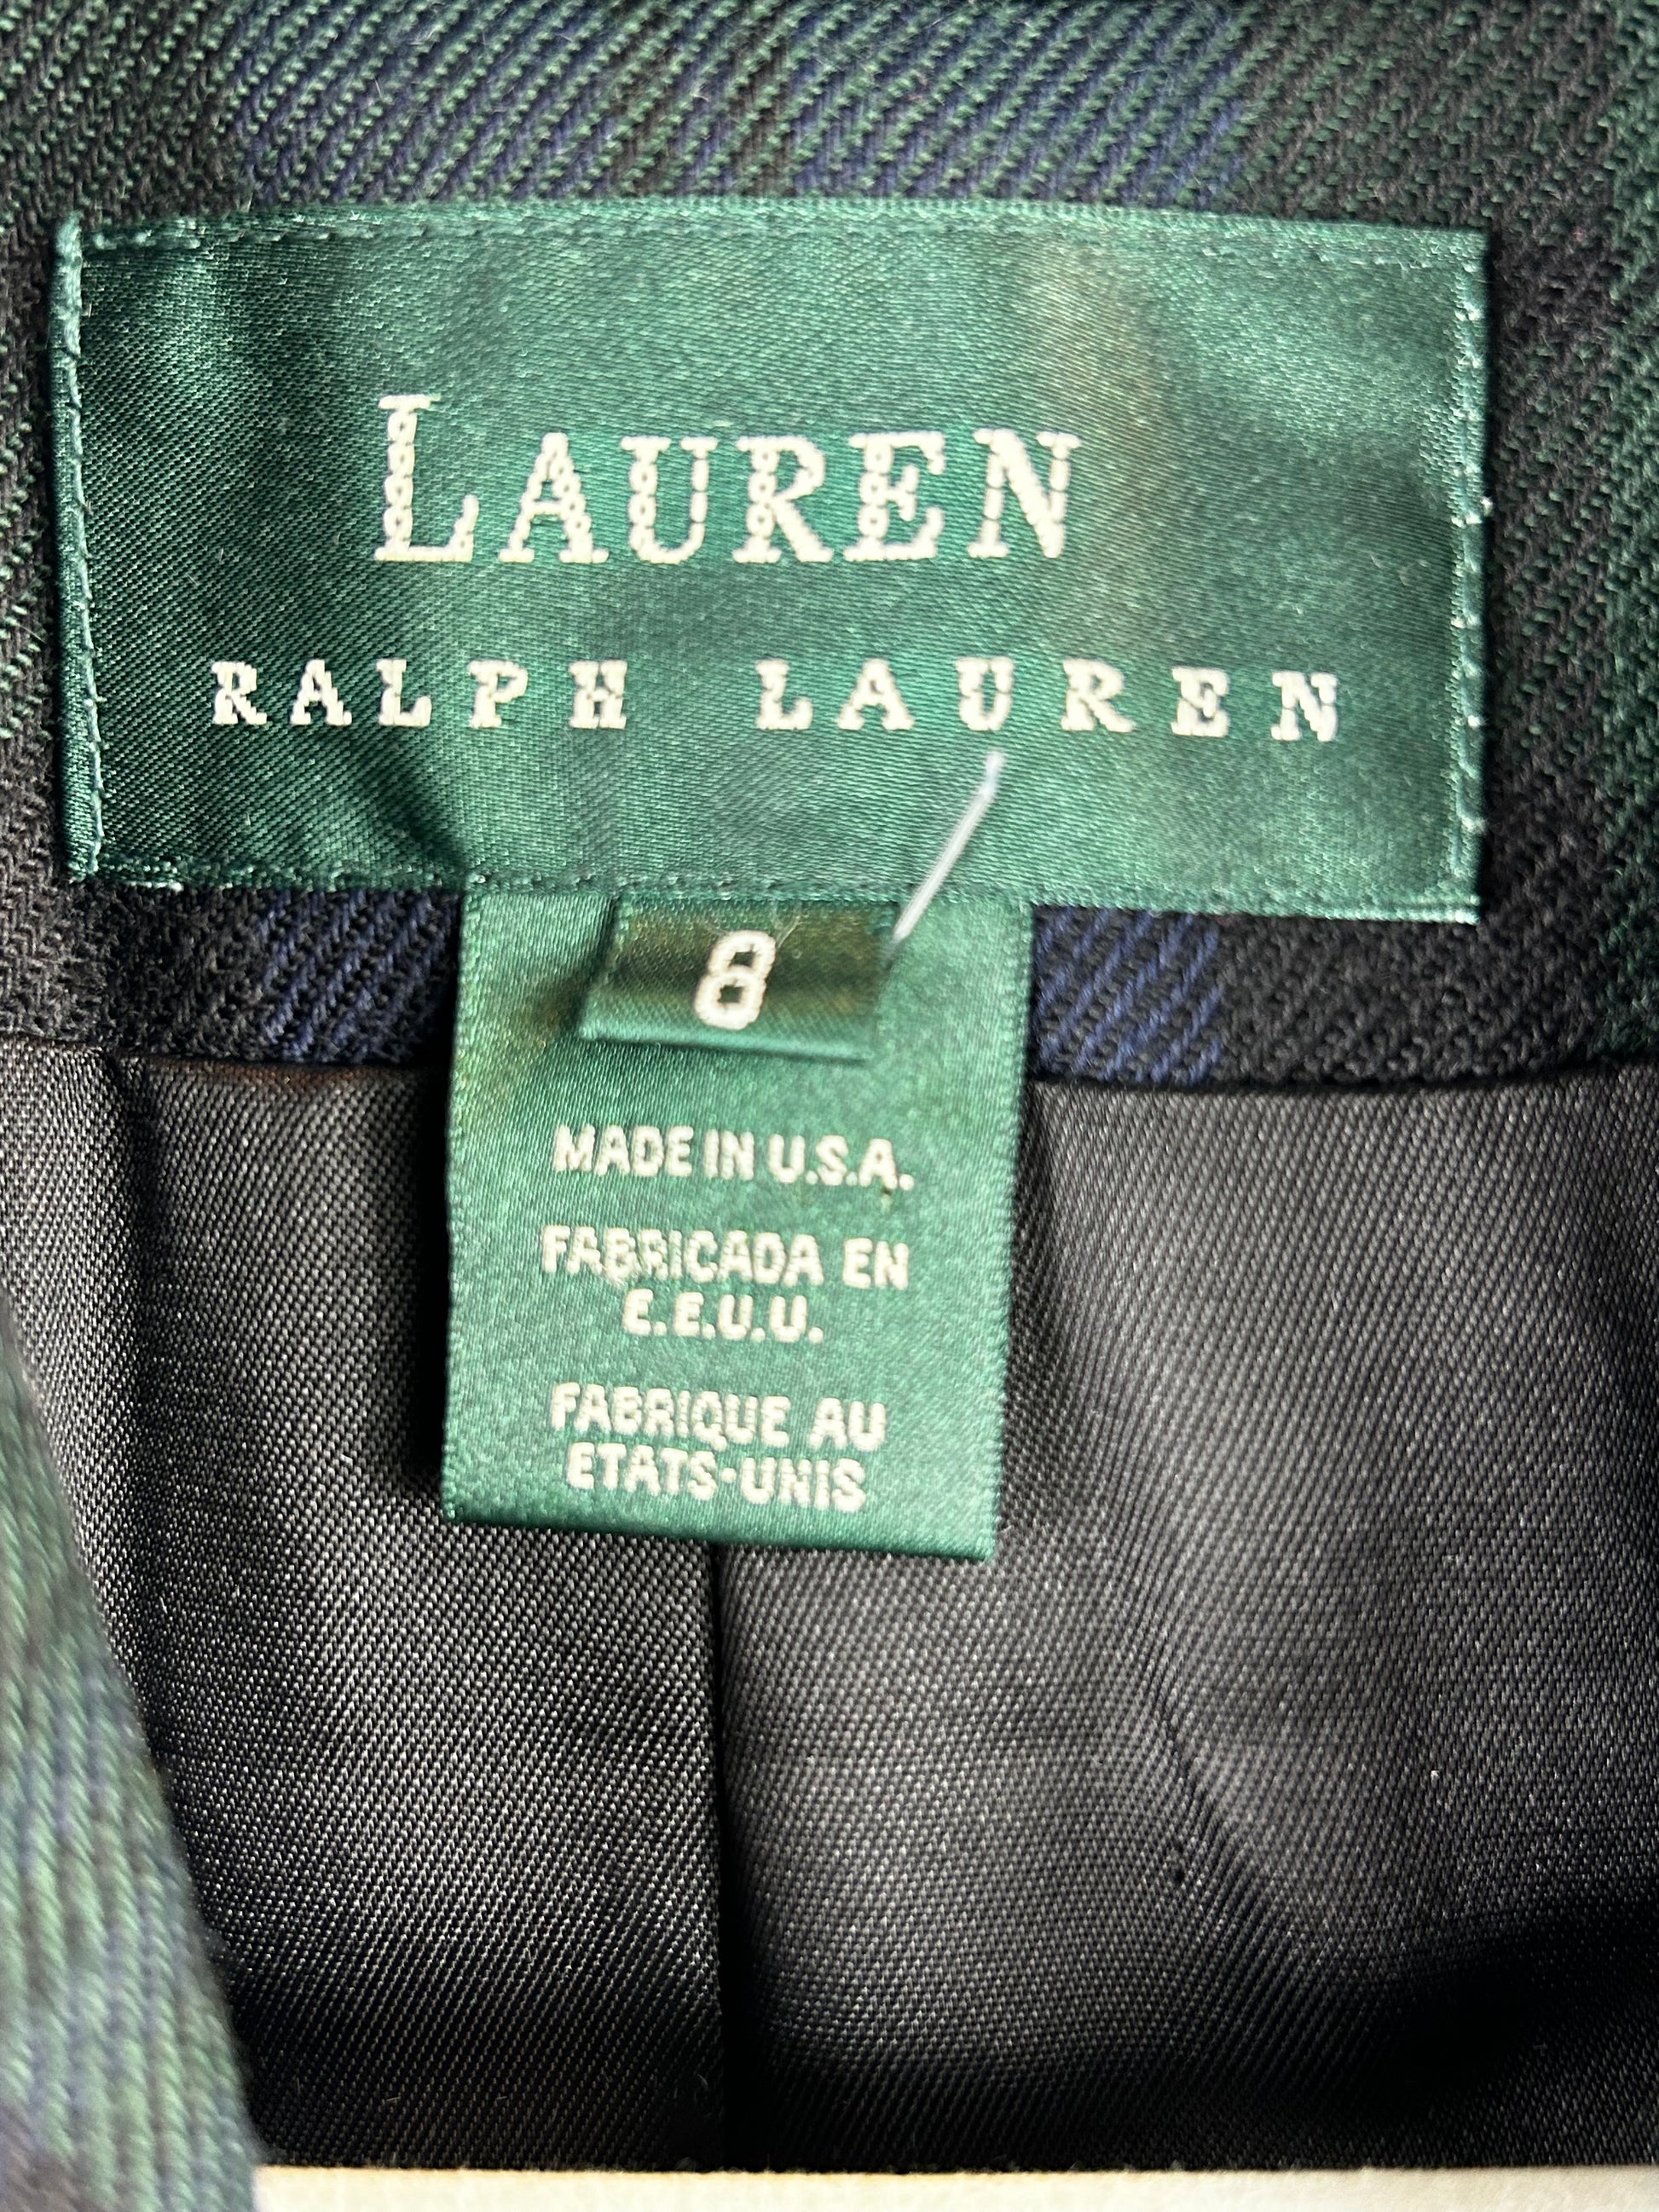 LAUREN
RALPH LAUREN
8
MADE IN U.S.A.
FABRICADA EN
E.E.U.U.
FABRIQUE AU
ETATS-UNIS